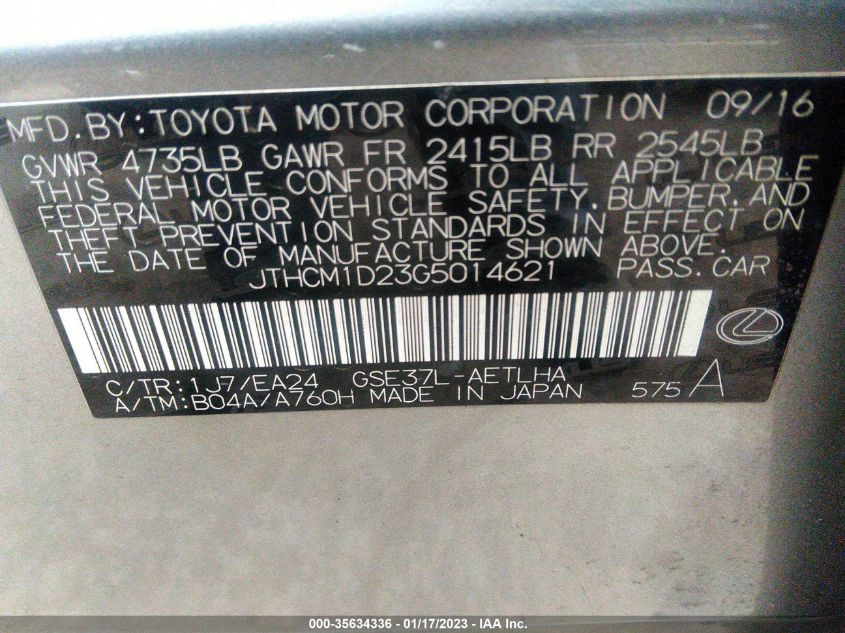 MFD. BY: TOYOTA MOTOR CORPORATION 09/16
GVWR 4735LB GAWR FR 2415LB RR 2545LB
THIS VEHICLE CONFORMS TO ALL APPLICABLE
FEDERAL MOTOR VEHICLE SAFETY, BUMPER, AND
THEFT PREVENTION STANDARDS IN EFFECT ON
THE DATE OF MANUFACTURE SHOWN ABOVE.
JTHCM1D23G5014621 PASS. CAR
C/TR: 1J7/EA24 GSE37L-AETLHA
A/TM: B04A/A760H MADE IN JAPAN 575 A
000-35634336 - 01/17/2023 - IAA Inc.